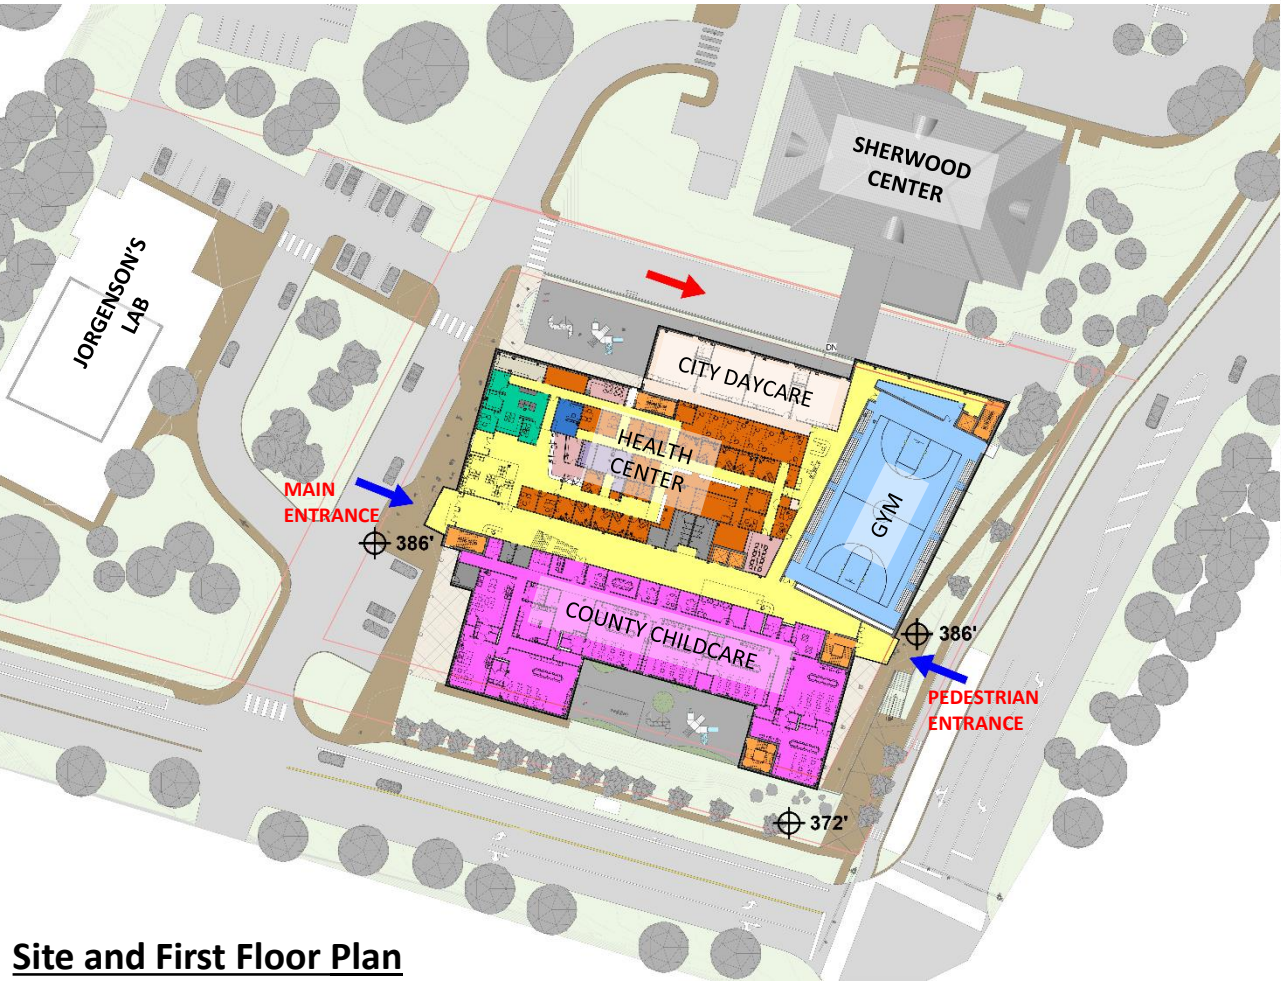 SHERWOOD
CENTER
JORGENSON'S
LAB
DN
CITY DAYCARE
HEALTH
CENTER
GYM
MAIN
ENTRANCE
386'
COUNTY CHILDCARE
386'
PEDESTRIAN
ENTRANCE
372'
Site and First Floor Plan